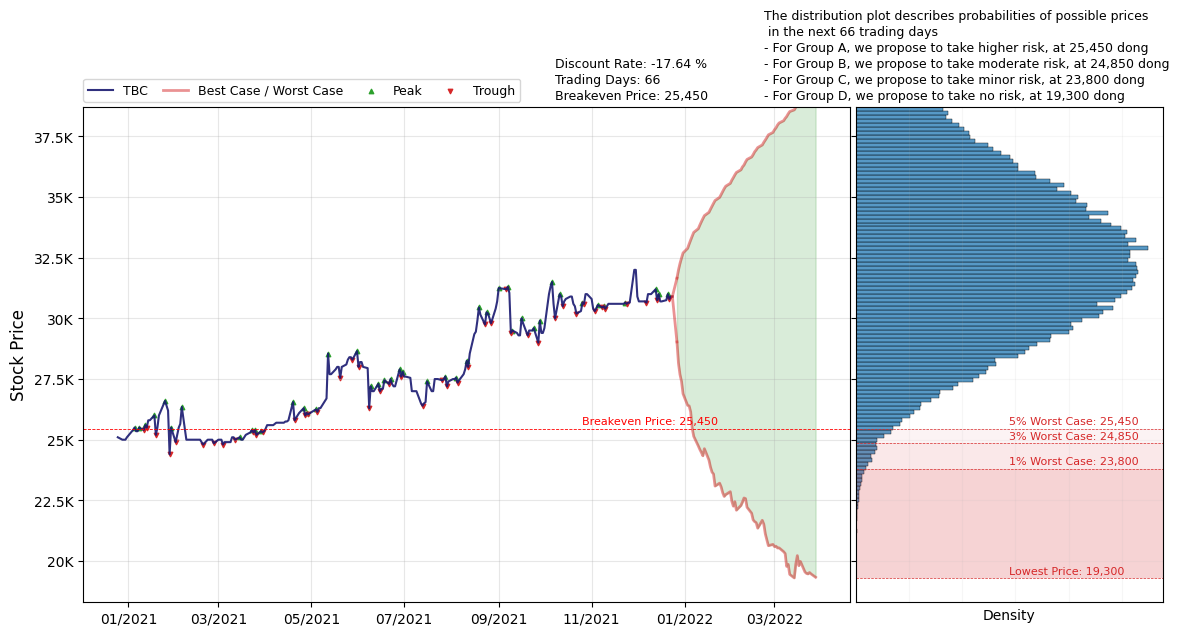 The distribution plot describes probabilities of possible prices
in the next 66 trading days
- For Group A, we propose to take higher risk, at 25,450 dong
- For Group B, we propose to take moderate risk, at 24,850 dong
- For Group C, we propose to take minor risk, at 23,800 dong
- For Group D, we propose to take no risk, at 19,300 dong
Discount Rate: -17.64 %
Trading Days: 66
Breakeven Price: 25,450
TBC
Best Case / Worst Case
Peak
Trough
Stock Price
37.5K
35K
32.5K
30K
27.5K
25K
22.5K
20K
Breakeven Price: 25,450
5% Worst Case: 25,450
3% Worst Case: 24,850
1% Worst Case: 23,800
Lowest Price: 19,300
01/2021
03/2021
05/2021
07/2021
09/2021
11/2021
01/2022
03/2022
Density